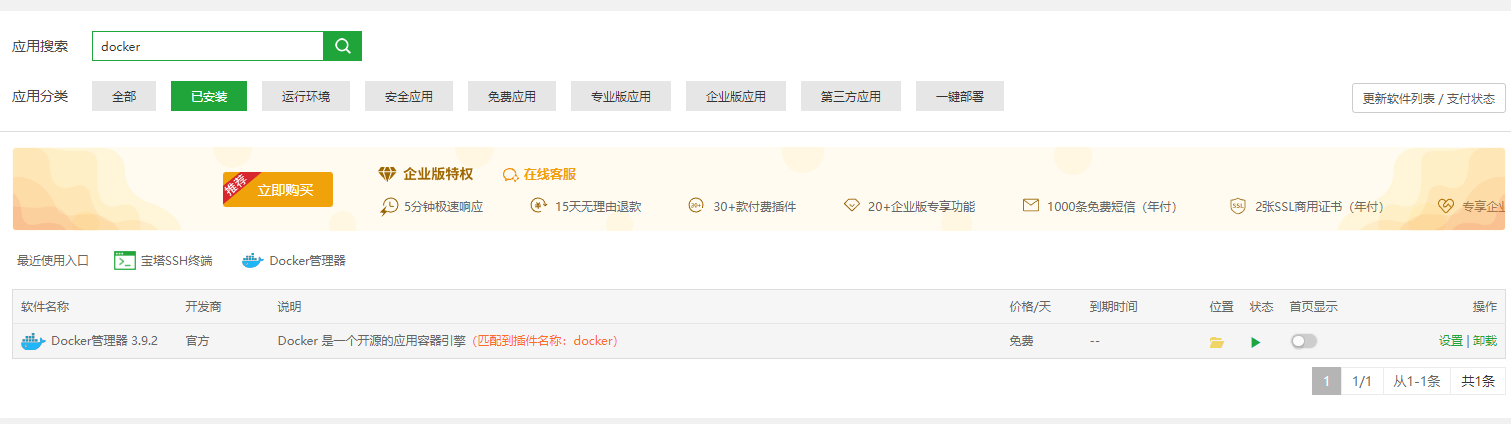 应用搜索 docker
应用分类 全部 已安装 运行环境 安全应用 免费应用 专业版应用 企业版应用 第三方应用 一键部署 更新软件列表 / 支付状态
推荐 立即购买 企业版特权 在线客服
5分钟极速响应 15天无理由退款 30+ 30+款付费插件 20+企业版专享功能 1000条免费短信（年付） SSL 2张SSL商用证书（年付） 专享企业
最近使用入口 宝塔SSH终端 Docker管理器
软件名称 开发商 说明 价格/天 到期时间 位置 状态 首页显示 操作
Docker管理器 3.9.2 官方 Docker 是一个开源的应用容器引擎（匹配到插件名称：docker） 免费 -- 设置 | 卸载
1 1/1 从1-1条 共1条